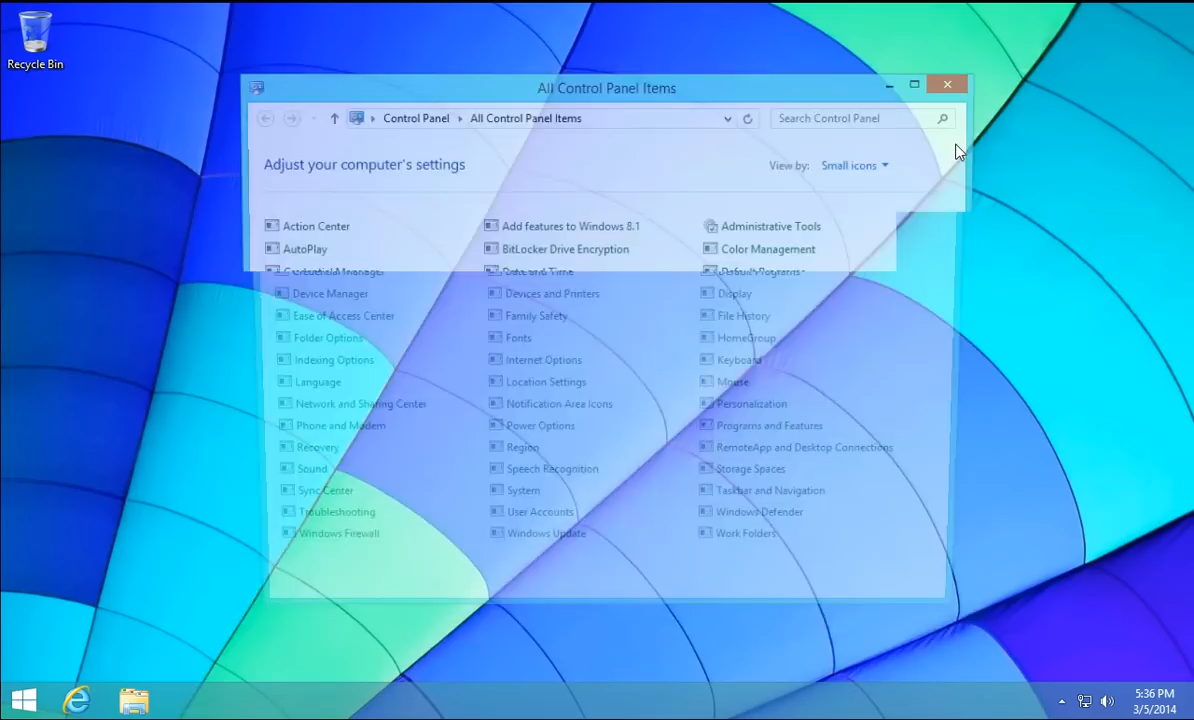 Recycle Bin
All Control Panel Items
Control Panel All Control Panel Items
Search Control Panel
Adjust your computer's settings
View by: Small icons
Action Center Add features to Windows 8.1 Administrative Tools
AutoPlay BitLocker Drive Encryption Color Management
Credential Manager Date and Time Default Programs
Device Manager Devices and Printers Display
Ease of Access Center Family Safety File History
Folder Options Fonts HomeGroup
Indexing Options Internet Options Keyboard
Language Location Settings Mouse
Network and Sharing Center Notification Area Icons Personalization
Phone and Modem Power Options Programs and Features
Recovery Region RemoteApp and Desktop Connections
Sound Speech Recognition Storage Spaces
Sync Center System Taskbar and Navigation
Troubleshooting User Accounts Windows Defender
Windows Firewall Windows Update Work Folders
5:36 PM
3/5/2014